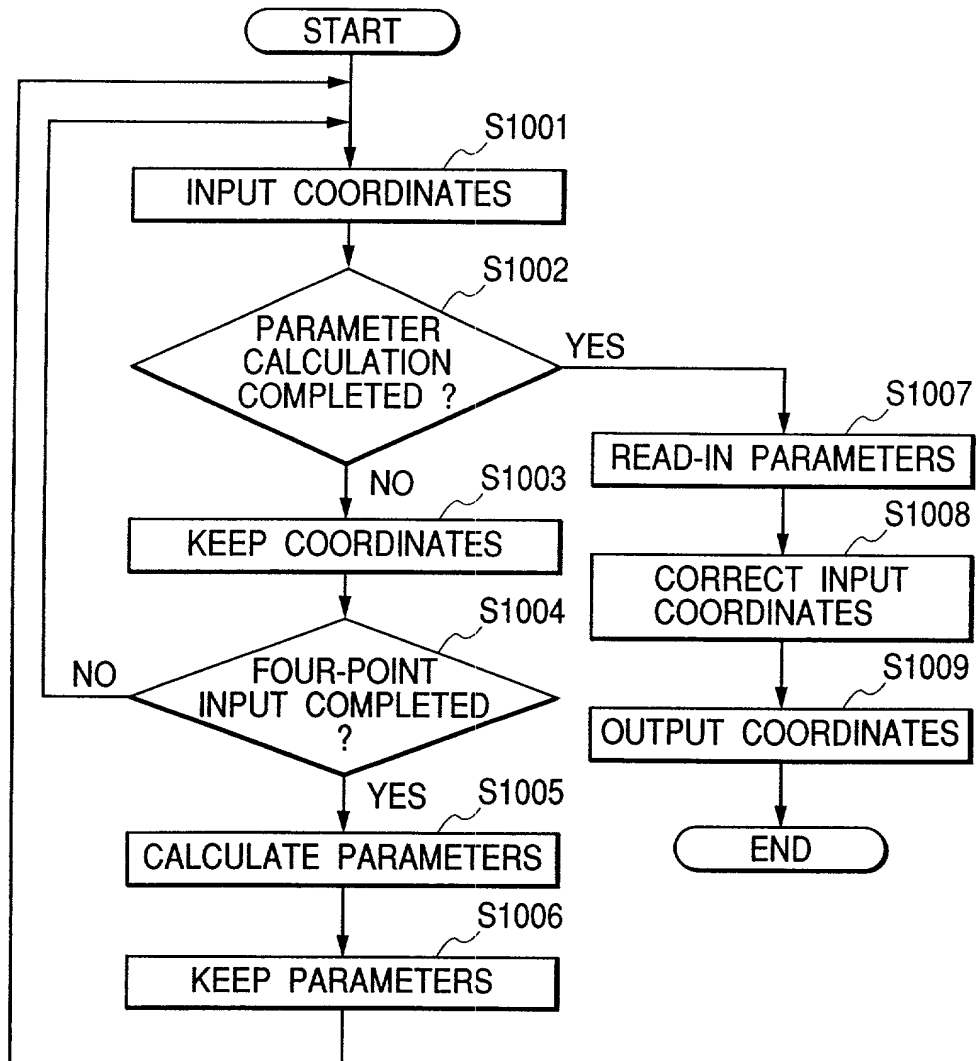 START
S1001
INPUT COORDINATES
S1002
PARAMETER
CALCULATION
COMPLETED ?
YES
NO
S1003
KEEP COORDINATES
S1004
FOUR-POINT
INPUT COMPLETED
?
NO
YES
S1005
CALCULATE PARAMETERS
S1006
KEEP PARAMETERS
S1007
READ-IN PARAMETERS
S1008
CORRECT INPUT
COORDINATES
S1009
OUTPUT COORDINATES
END